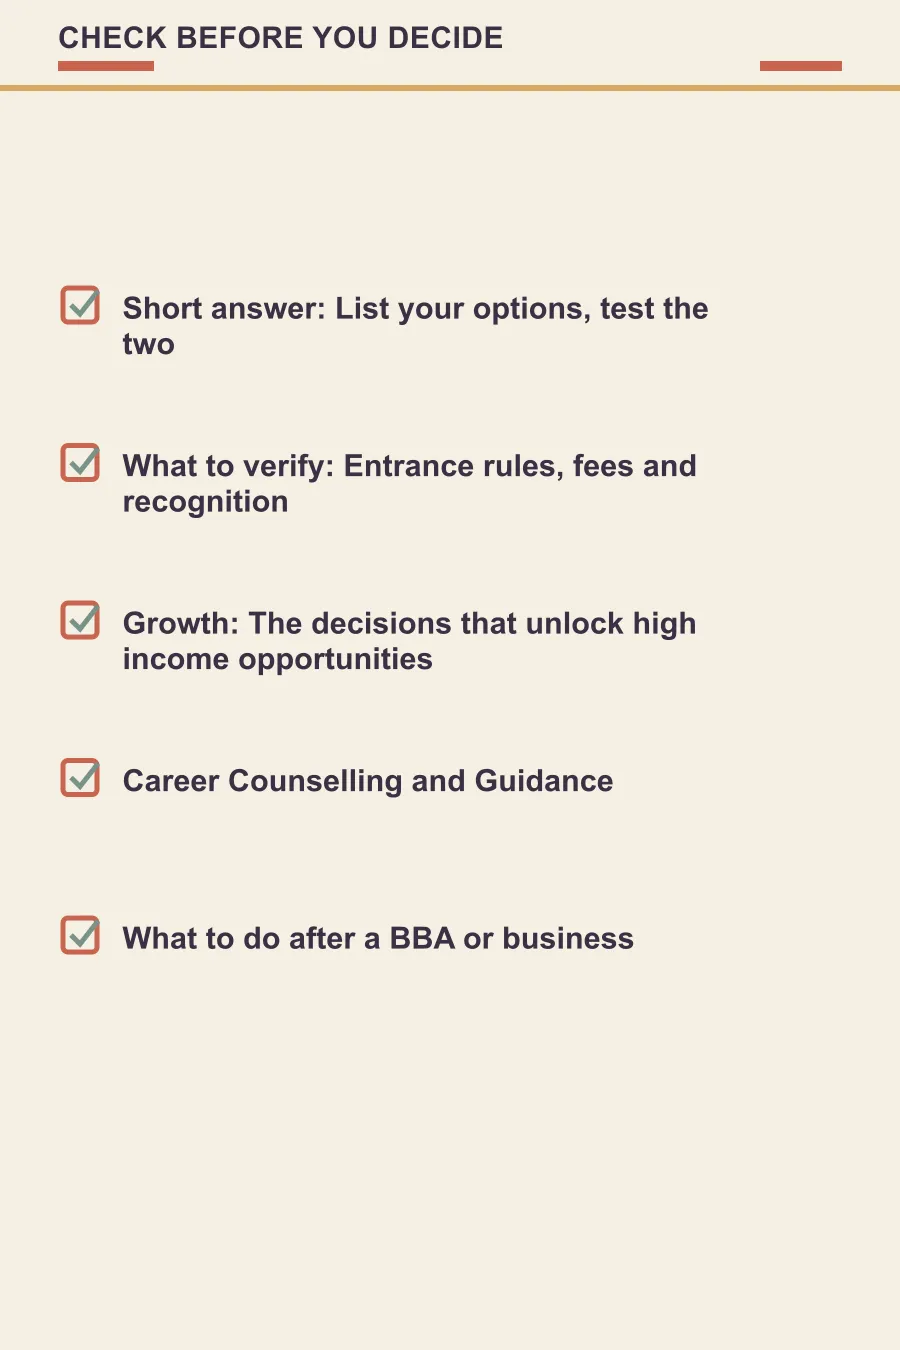 CHECK BEFORE YOU DECIDE
Short answer: List your options, test the
two
What to verify: Entrance rules, fees and
recognition
Growth: The decisions that unlock high
income opportunities
Career Counselling and Guidance
What to do after a BBA or business